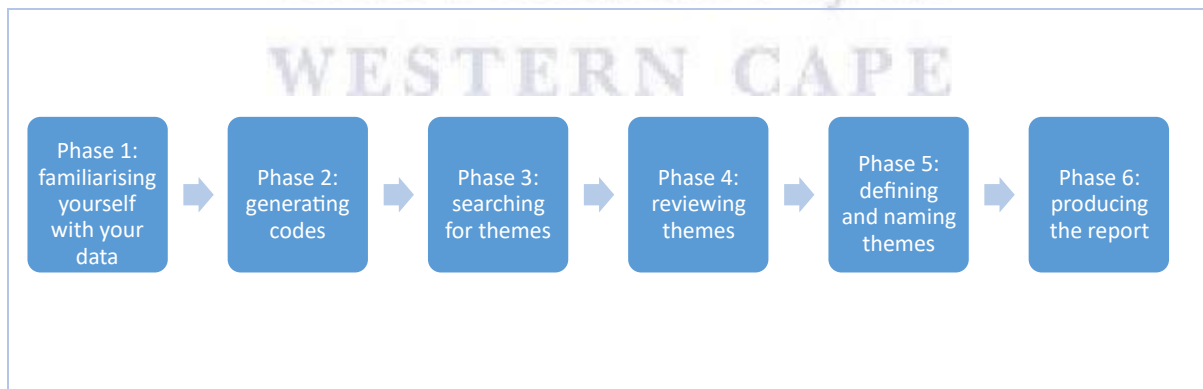 WESTERN CAPE
Phase 1:
familiarising
yourself
with your
data
Phase 2:
generating
codes
Phase 3:
searching
for themes
Phase 4:
reviewing
themes
Phase 5:
defining
and naming
themes
Phase 6:
producing
the report